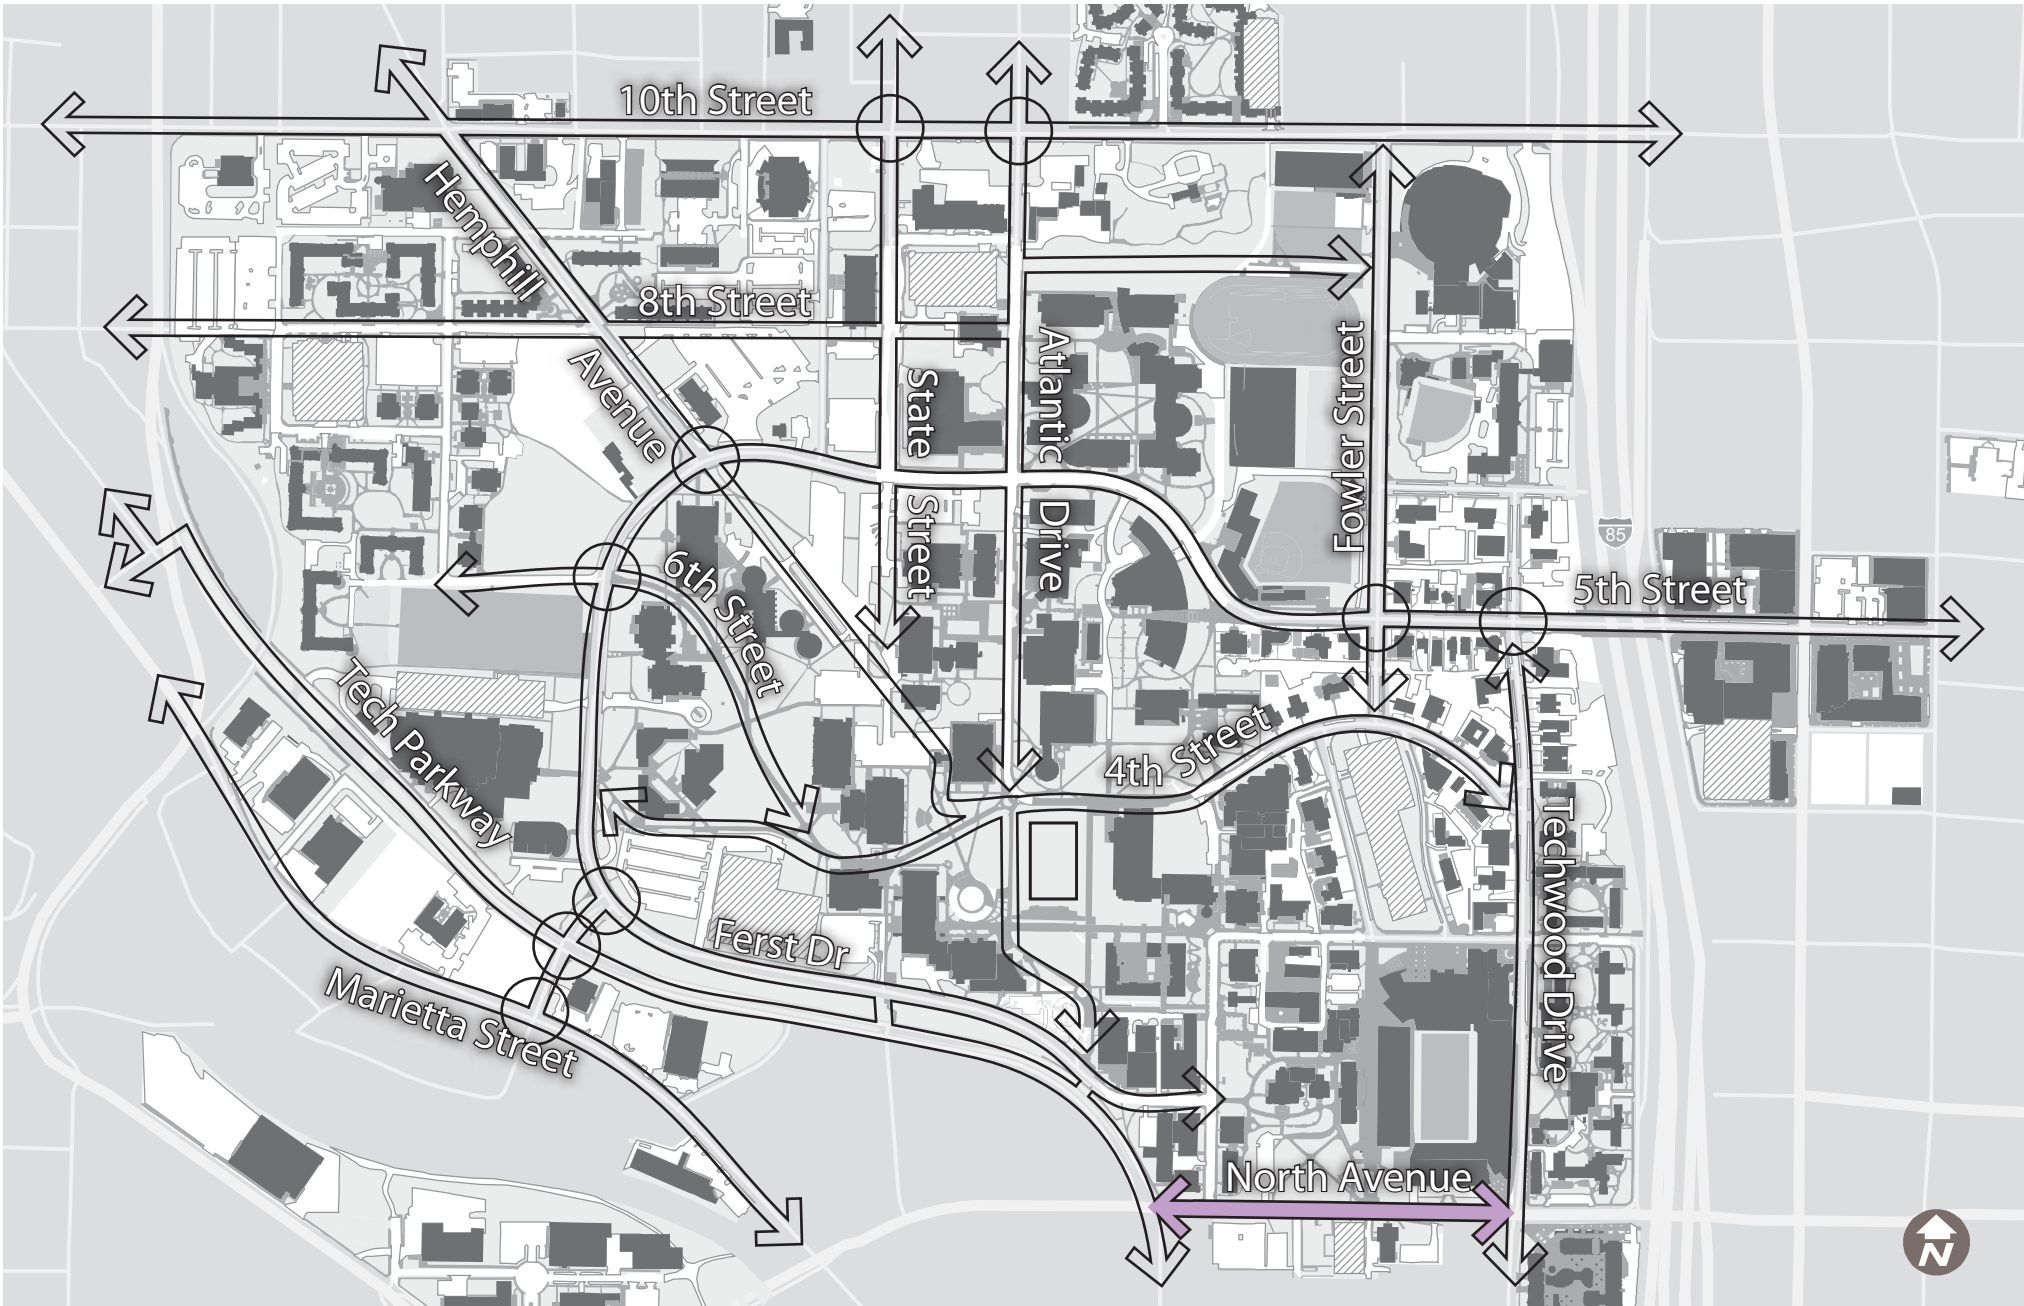 10th Street
Hemphill
Avenue
8th Street
State
Street
Atlantic
Drive
Fowler Street
85
5th Street
6th Street
Tech Parkway
4th Street
Techwood Drive
Ferst Dr
Marietta Street
North Avenue
N